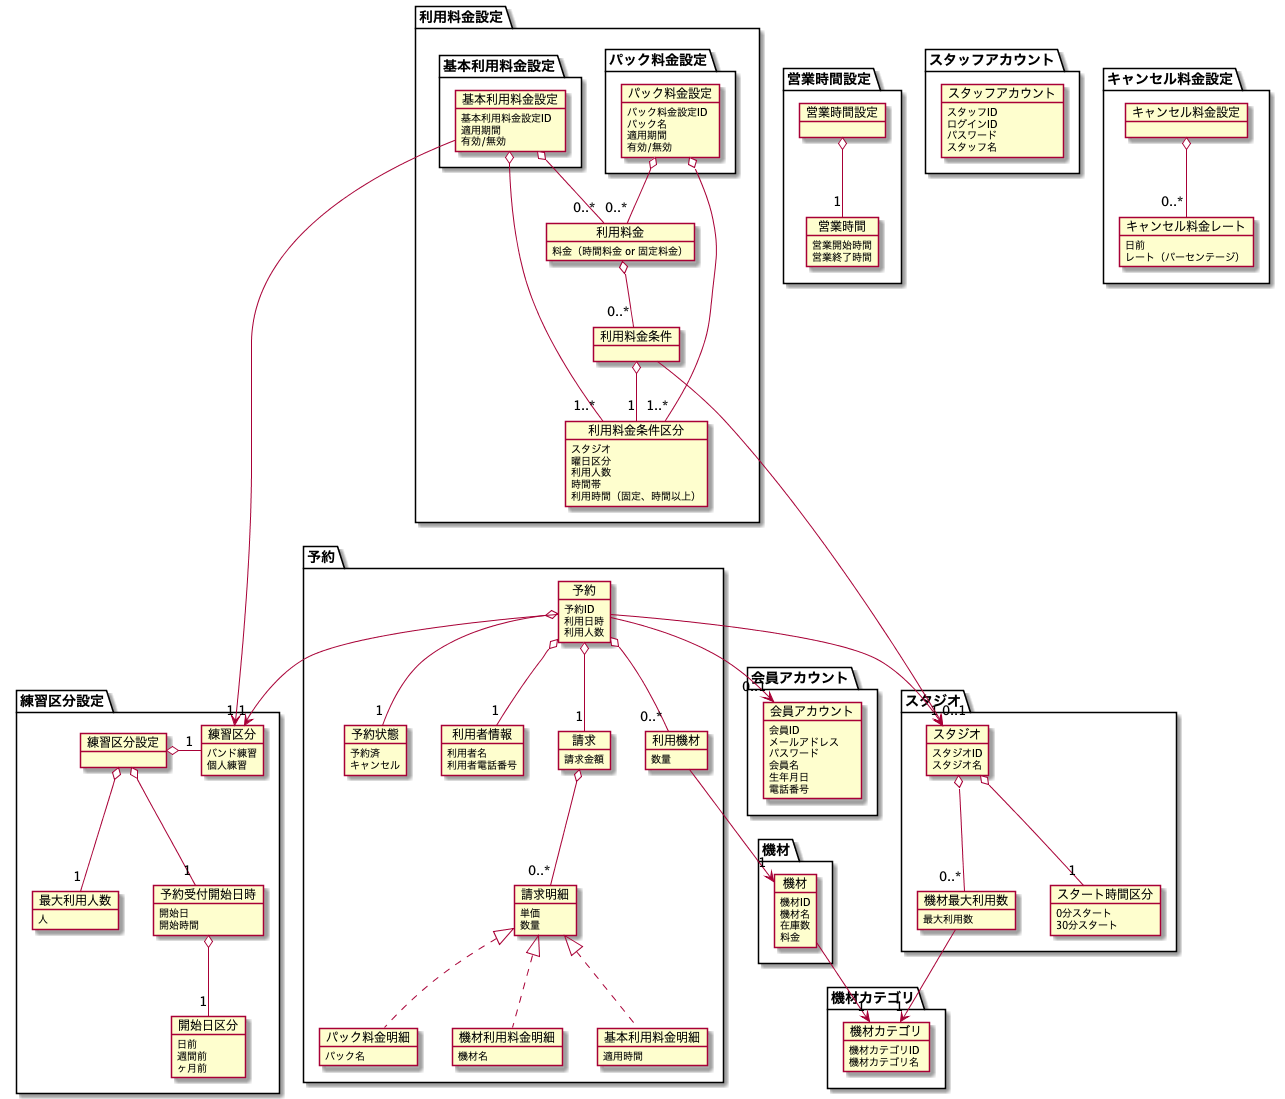 利用料金設定
基本利用料金設定
基本利用料金設定
基本利用料金設定ID
適用期間
有効/無効
パック料金設定
パック料金設定
パック料金設定ID
パック名
適用期間
有効/無効
0..*
0..*
利用料金
料金（時間料金 or 固定料金）
0..*
利用料金条件
1..*
1
1..*
利用料金条件区分
スタジオ
曜日区分
利用人数
時間帯
利用時間（固定、時間以上）
営業時間設定
営業時間設定
1
営業時間
営業開始時間
営業終了時間
スタッフアカウント
スタッフアカウント
スタッフID
ログインID
パスワード
スタッフ名
キャンセル料金設定
キャンセル料金設定
0..*
キャンセル料金レート
日前
レート（パーセンテージ）
予約
予約
予約ID
利用日時
利用人数
1
予約状態
予約済
キャンセル
1
利用者情報
利用者名
利用者電話番号
1
請求
請求金額
0..*
利用機材
数量
0..*
請求明細
単価
数量
パック料金明細
パック名
機材利用料金明細
機材名
基本利用料金明細
適用時間
練習区分設定
練習区分設定
1
1
1
練習区分
バンド練習
個人練習
1
最大利用人数
人
1
予約受付開始日時
開始日
開始時間
1
開始日区分
日前
週間前
ヶ月前
会員アカウント
0..1
会員アカウント
会員ID
メールアドレス
パスワード
会員名
生年月日
電話番号
スタジオ
1
0..1
スタジオ
スタジオID
スタジオ名
0..*
機材最大利用数
最大利用数
1
スタート時間区分
0分スタート
30分スタート
機材
1
機材
機材ID
機材名
在庫数
料金
機材カテゴリ
1
1
機材カテゴリ
機材カテゴリID
機材カテゴリ名